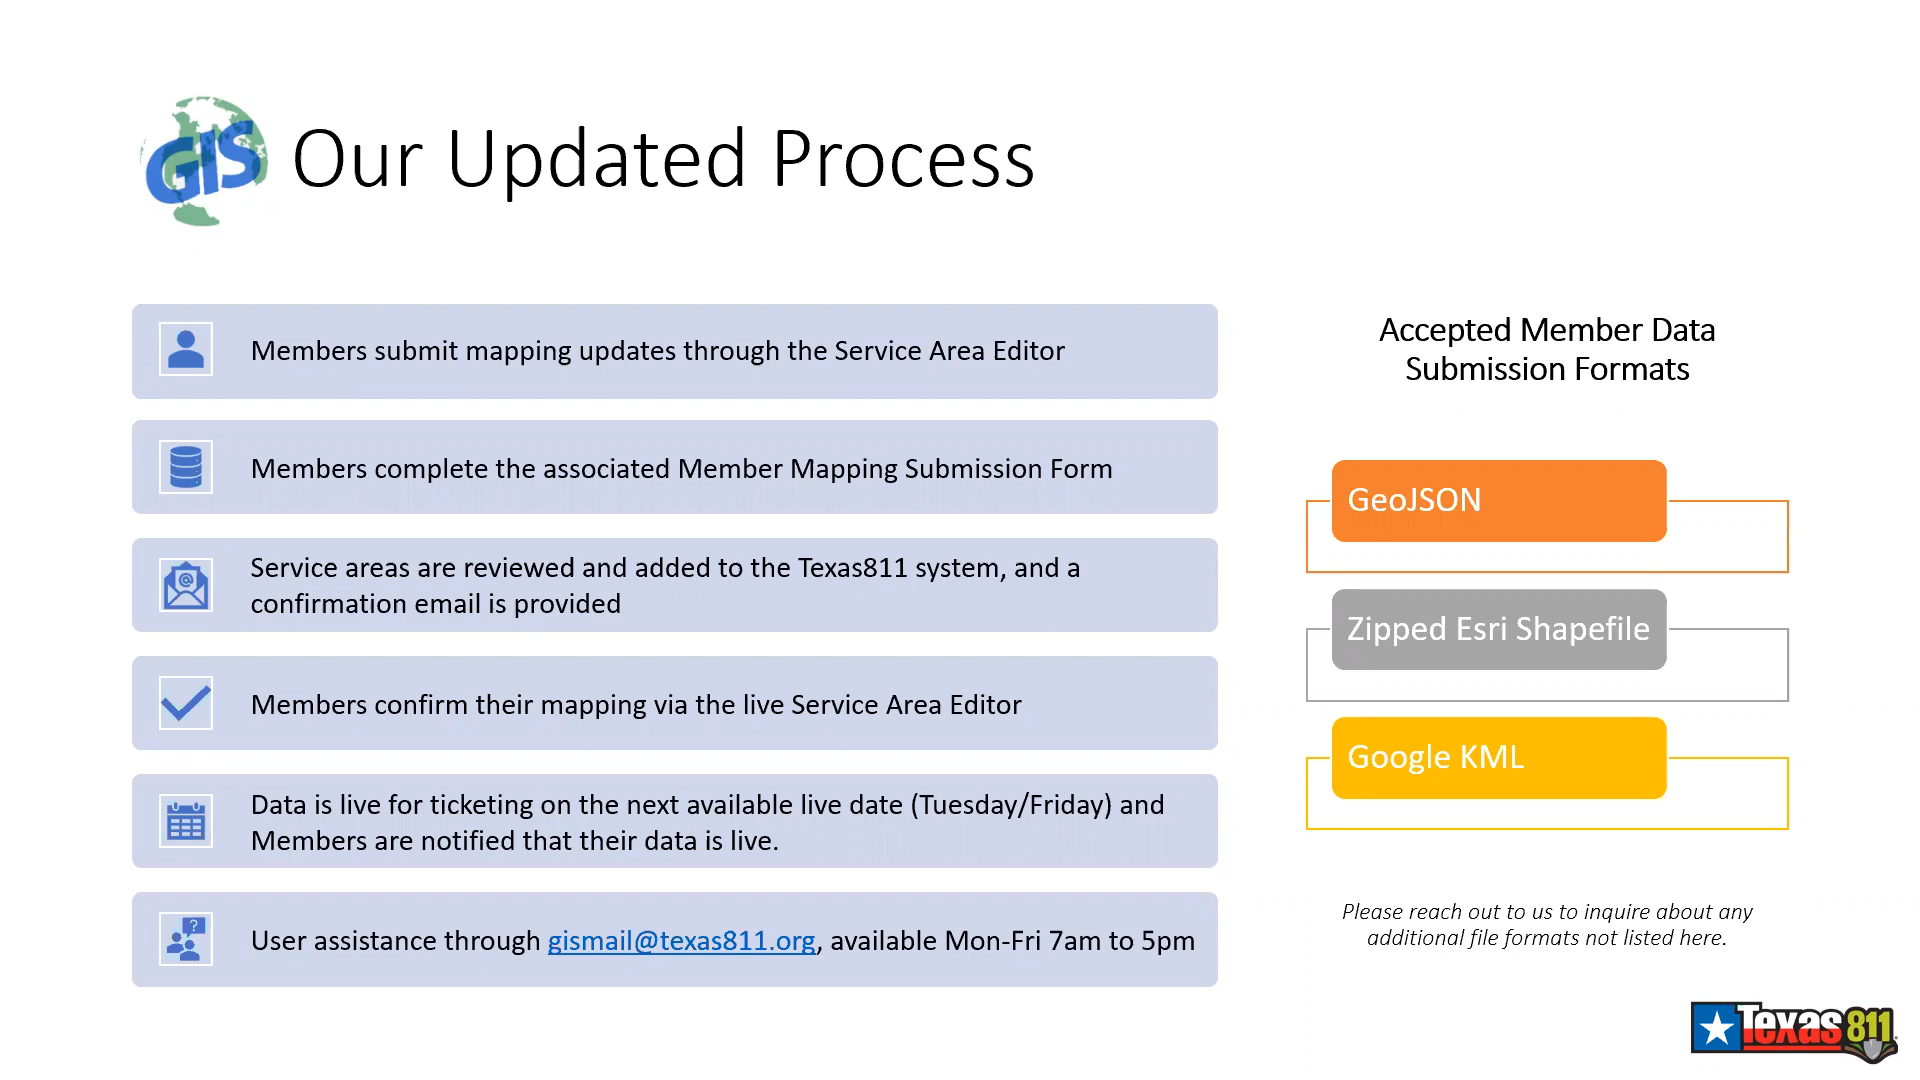 GIS
Our Updated Process
Members submit mapping updates through the Service Area Editor
Members complete the associated Member Mapping Submission Form
Service areas are reviewed and added to the Texas811 system, and a
confirmation email is provided
Members confirm their mapping via the live Service Area Editor
Data is live for ticketing on the next available live date (Tuesday/Friday) and
Members are notified that their data is live.
User assistance through gismail@texas811.org, available Mon-Fri 7am to 5pm
Accepted Member Data
Submission Formats
GeoJSON
Zipped Esri Shapefile
Google KML
Please reach out to us to inquire about any
additional file formats not listed here.
Texas811